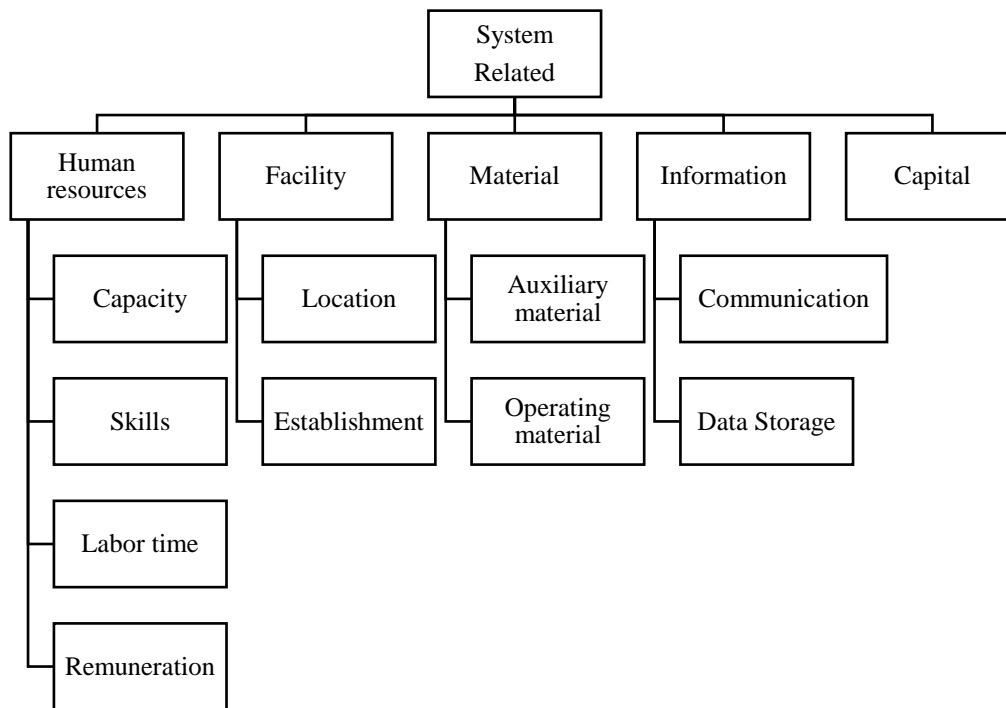 System
Related
Human
resources
Facility
Material
Information
Capital
Capacity
Location
Auxiliary
material
Communication
Skills
Establishment
Operating
material
Data Storage
Labor time
Remuneration